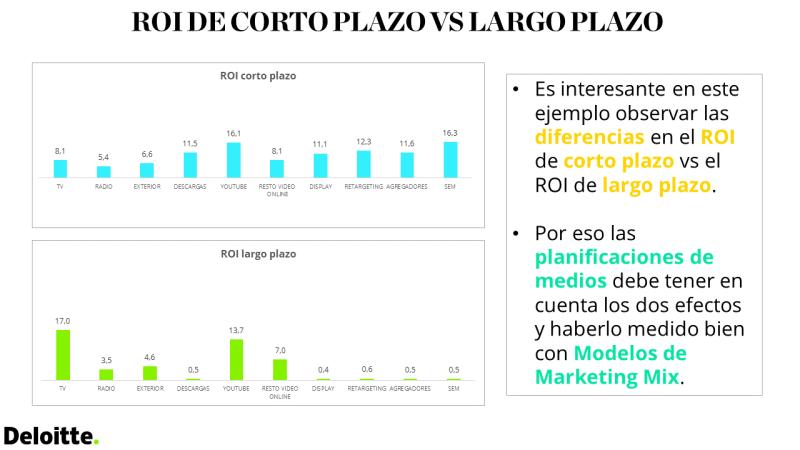 ROI DE CORTO PLAZO VS LARGO PLAZO
ROI corto plazo
8,1 5,4 6,6 11,5 16,1 8,1 11,1 12,3 11,6 16,3
TV RADIO EXTERIOR DESCARGAS YOUTUBE RESTO VIDEO DISPLAY RETARGETING AGREGADORES SEM
ONLINE
ROI largo plazo
17,0 3,5 4,6 0,5 13,7 7,0 0,4 0,6 0,5 0,5
TV RADIO EXTERIOR DESCARGAS YOUTUBE RESTO VIDEO DISPLAY RETARGETING AGREGADORES SEM
ONLINE
• Es interesante en este
ejemplo observar las
diferencias en el ROI
de corto plazo vs el
ROI de largo plazo.
• Por eso las
planificaciones de
medios debe tener en
cuenta los dos efectos
y haberlo medido bien
con Modelos de
Marketing Mix.
Deloitte.